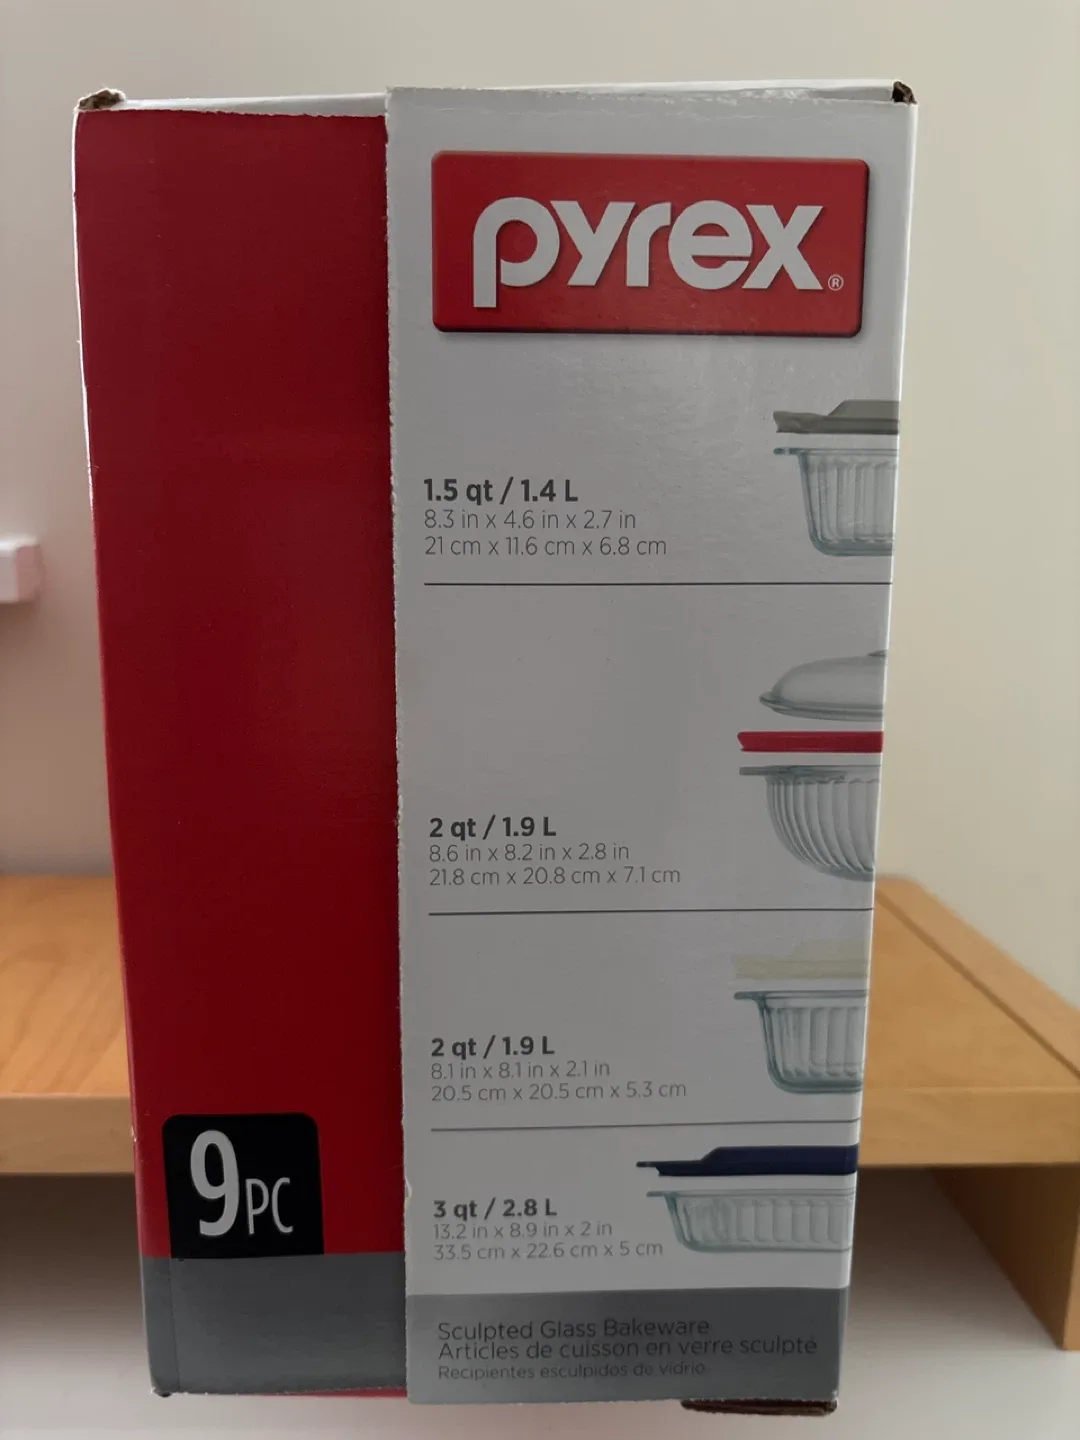 pyrex®
1.5 qt / 1.4 L
8.3 in x 4.6 in x 2.7 in
21 cm x 11.6 cm x 6.8 cm
2 qt / 1.9 L
8.6 in x 8.2 in x 2.8 in
21.8 cm x 20.8 cm x 7.1 cm
2 qt / 1.9 L
8.1 in x 8.1 in x 2.1 in
20.5 cm x 20.5 cm x 5.3 cm
3 qt / 2.8 L
13.2 in x 8.9 in x 2 in
33.5 cm x 22.6 cm x 5 cm
9 PC
Sculpted Glass Bakeware
Articles de cuisson en verre sculpté
Recipientes esculpidos de vidrio